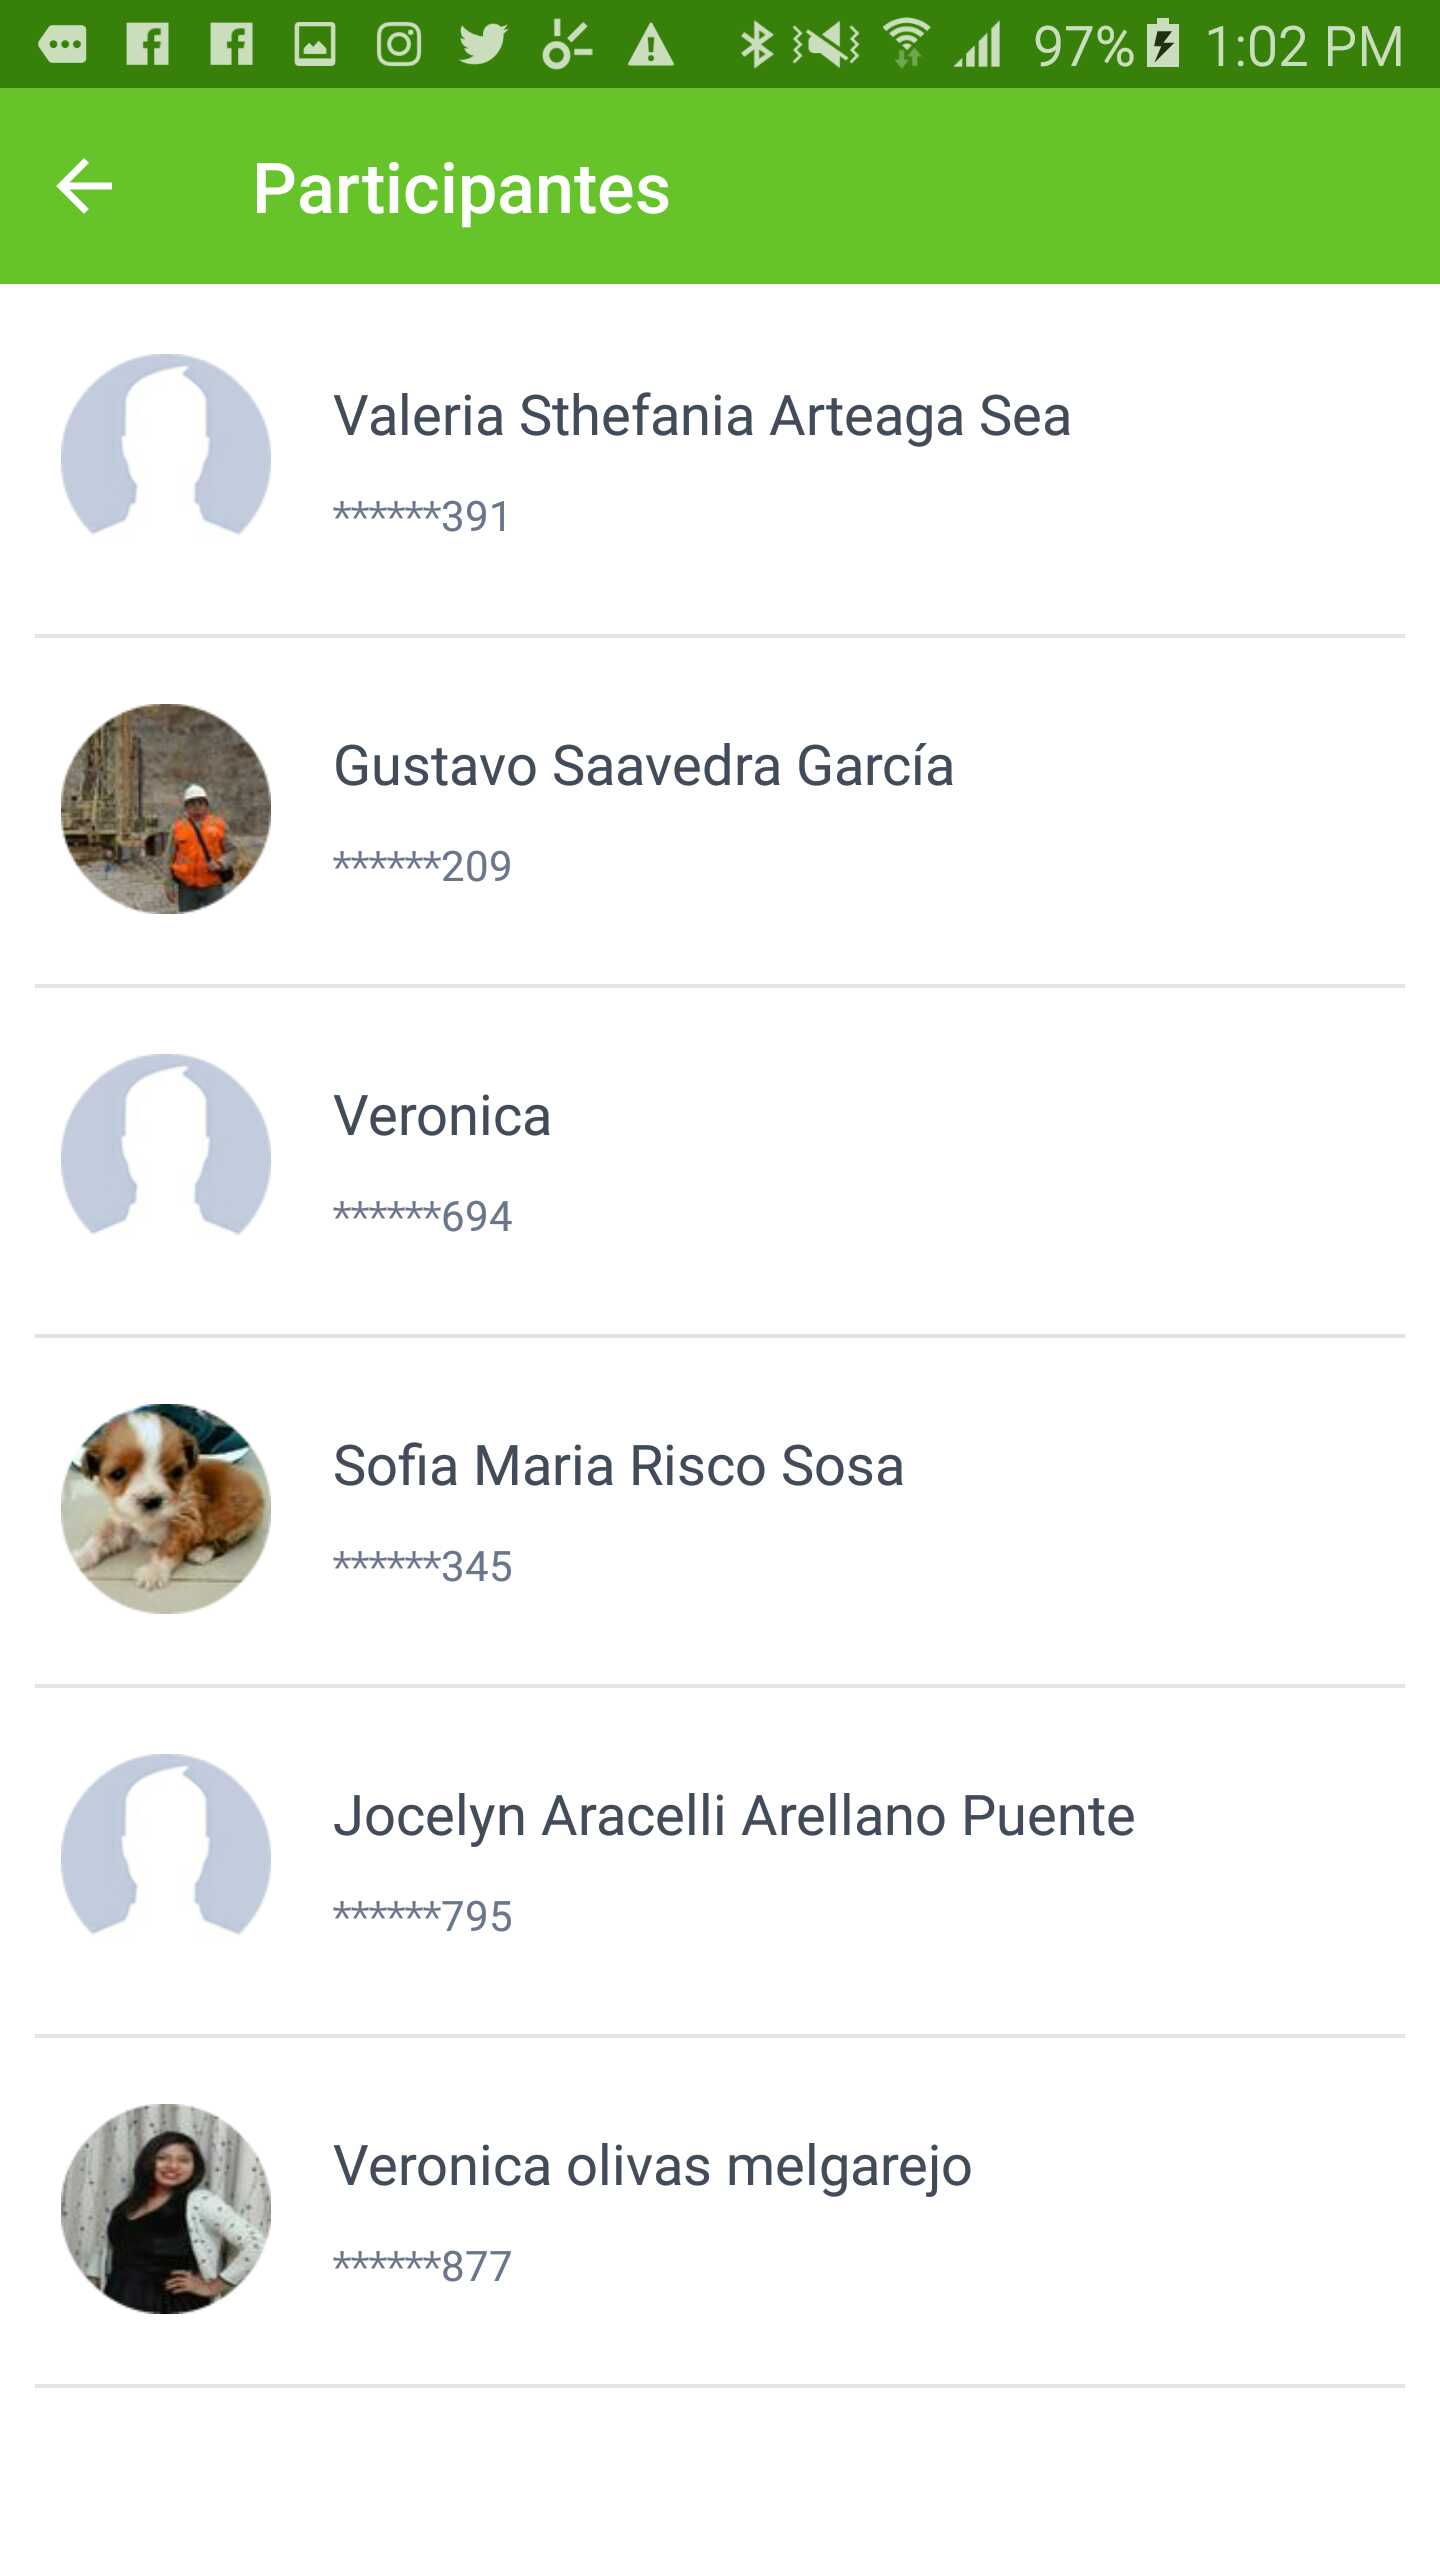 97% 1:02 PM
Participantes
Valeria Sthefania Arteaga Sea
******391
Gustavo Saavedra García
******209
Veronica
******694
Sofia Maria Risco Sosa
******345
Jocelyn Aracelli Arellano Puente
******795
Veronica olivas melgarejo
******877